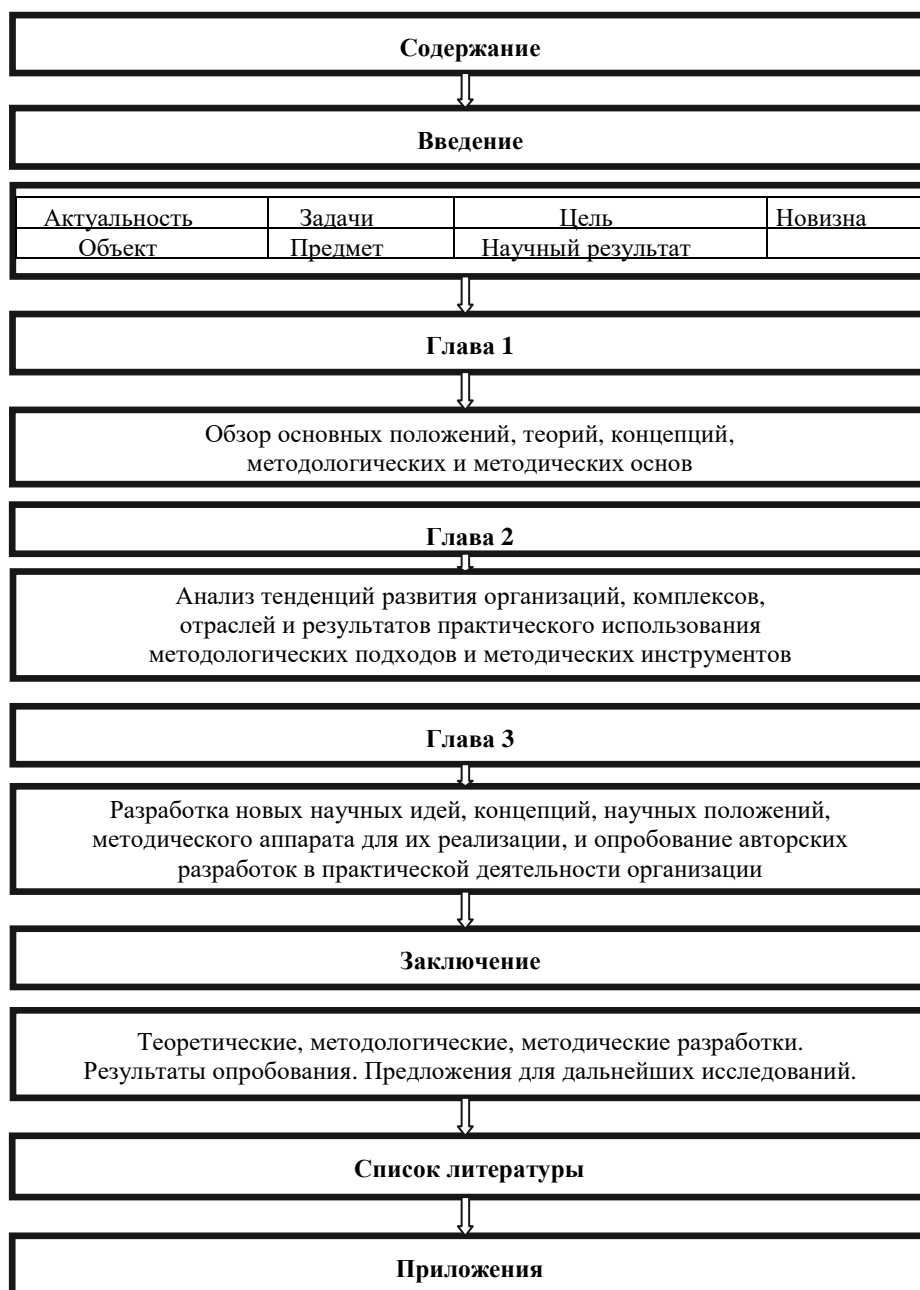 Содержание
Введение
Актуальность Задачи Цель Новизна
Объект Предмет Научный результат
Глава 1
Обзор основных положений, теорий, концепций,
методологических и методических основ
Глава 2
Анализ тенденций развития организаций, комплексов,
отраслей и результатов практического использования
методологических подходов и методических инструментов
Глава 3
Разработка новых научных идей, концепций, научных положений,
методического аппарата для их реализации, и опробование авторских
разработок в практической деятельности организации
Заключение
Теоретические, методологические, методические разработки.
Результаты опробования. Предложения для дальнейших исследований.
Список литературы
Приложения